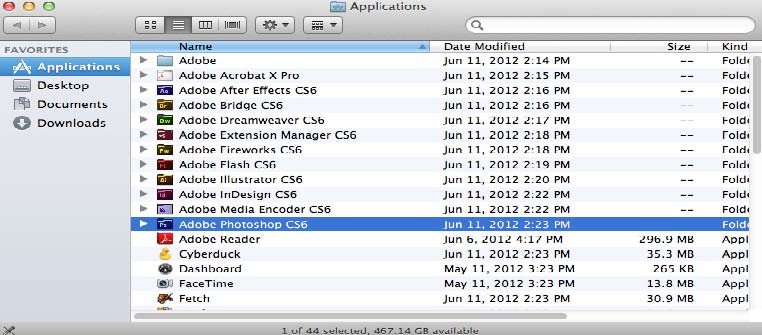 Applications
FAVORITES
Applications
Desktop
Documents
Downloads
Name Date Modified Size Kind
Adobe Jun 11, 2012 2:14 PM -- Folde
Adobe Acrobat X Pro Jun 11, 2012 2:15 PM -- Folde
Adobe After Effects CS6 Jun 11, 2012 2:16 PM -- Folde
Adobe Bridge CS6 Jun 11, 2012 2:16 PM -- Folde
Adobe Dreamweaver CS6 Jun 11, 2012 2:17 PM -- Folde
Adobe Extension Manager CS6 Jun 11, 2012 2:18 PM -- Folde
Adobe Fireworks CS6 Jun 11, 2012 2:18 PM -- Folde
Adobe Flash CS6 Jun 11, 2012 2:19 PM -- Folde
Adobe Illustrator CS6 Jun 11, 2012 2:20 PM -- Folde
Adobe InDesign CS6 Jun 11, 2012 2:22 PM -- Folde
Adobe Media Encoder CS6 Jun 11, 2012 2:22 PM -- Folde
Adobe Photoshop CS6 Jun 11, 2012 2:23 PM -- Folde
Adobe Reader Jun 6, 2012 4:17 PM 296.9 MB Appl
Cyberduck Jun 11, 2012 2:23 PM 35.3 MB Appl
Dashboard May 11, 2012 3:23 PM 265 KB Appl
FaceTime May 11, 2012 3:23 PM 13.8 MB Appl
Fetch Jun 11, 2012 2:23 PM 30.9 MB Appl
1 of 44 selected, 467.14 GB available